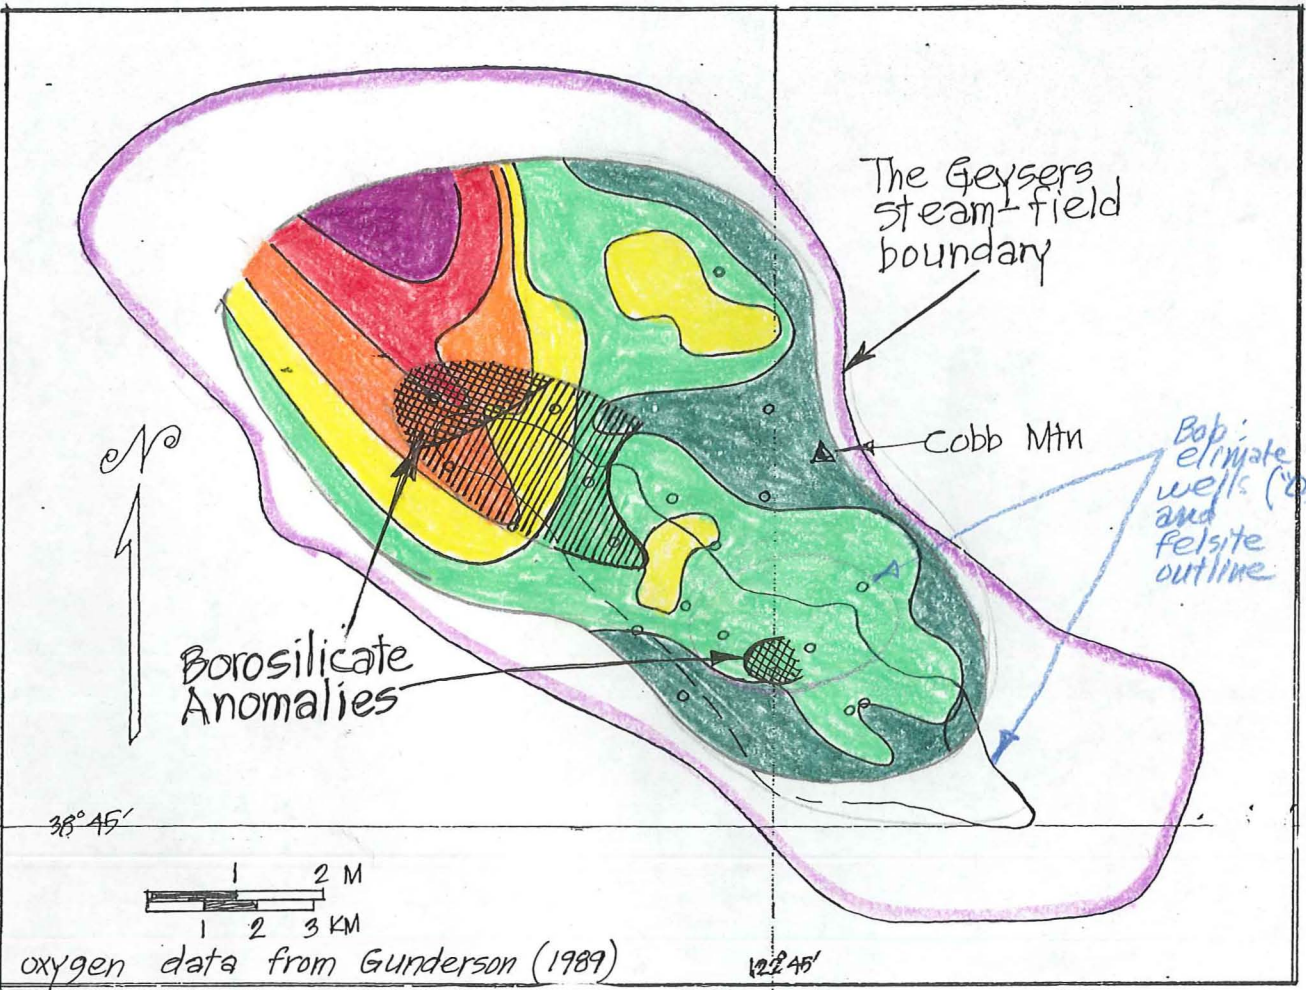 The Geysers
steam-field
boundary
Cobb Mtn
Bob:
eliminate
wells
and
felsite
outline
N
Borosilicate
Anomalies
38°45'
1 2 M
1 2 3 KM
oxygen data from Gunderson (1989)
122°45'